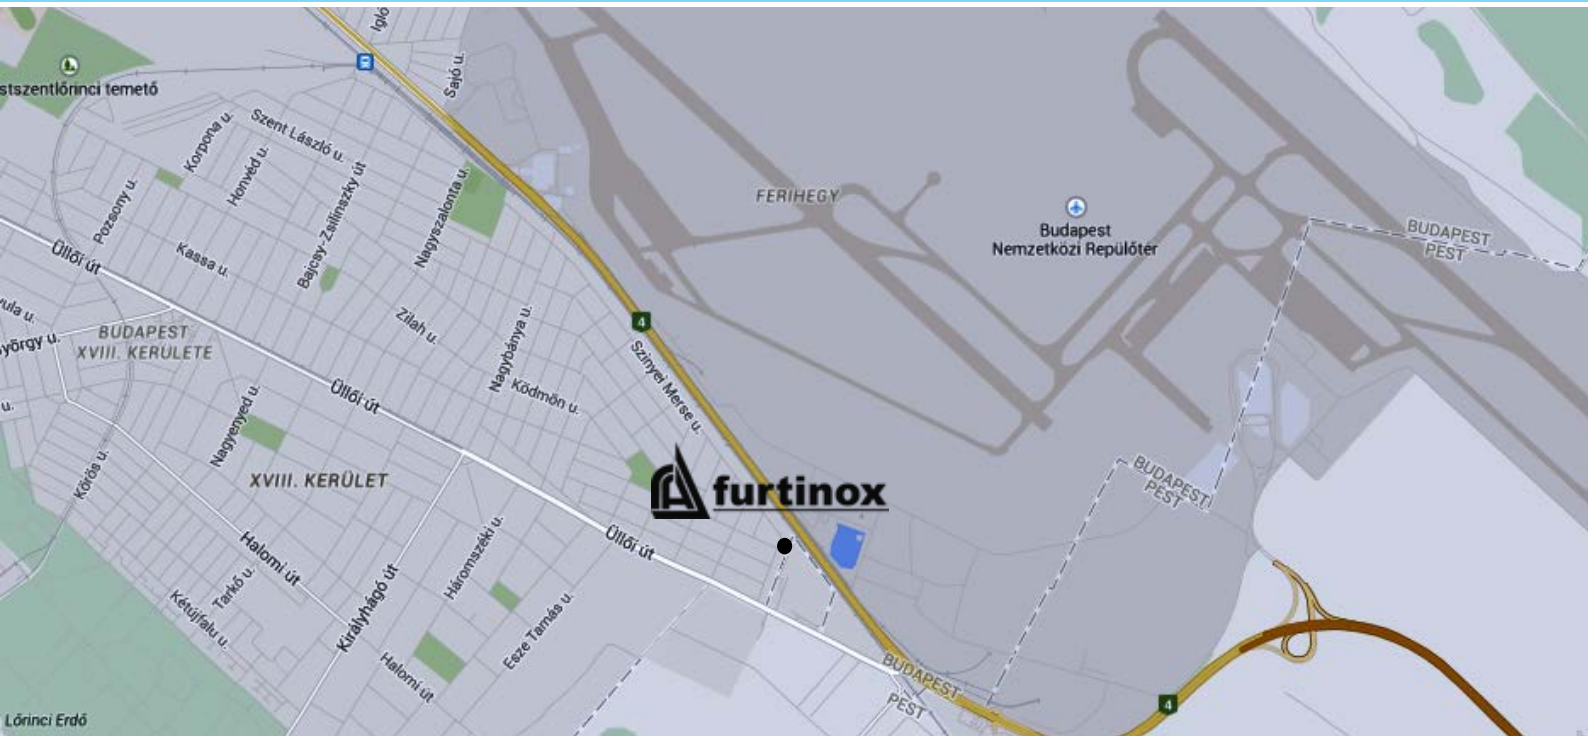 Igló
Sajó u.
stszentlőrinci temető
Korpona u.
Szent László u.
Honvéd u.
Pozsony u.
Bajcsy-Zsilinszky út
Nagyszalonta u.
FERIHEGY
Budapest
Nemzetközi Repülőtér
BUDAPEST
PEST
Üllői út
Kassa u.
Zilah u.
Nagybánya u.
4
Szinyei Merse u.
yula u.
yörgy u.
BUDAPEST
XVIII. KERÜLETE
Üllői út
Ködmön u.
u.
Nagyenyed u.
Körös u.
XVIII. KERÜLET
furtinox
BUDAPEST
PEST
Üllői út
Halomi út
Háromszéki u.
Tarkő u.
Kétújfalu u.
Királyhágó út
Esze Tamás u.
Halomi út
BUDAPEST
PEST
4
Lőrinci Erdő